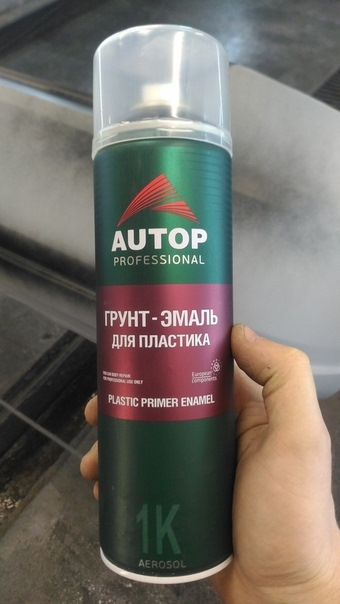 AUTOP
PROFESSIONAL
ГРУНТ-ЭМАЛЬ
ДЛЯ ПЛАСТИКА
FOR CAR BODY REPAIR
FOR PROFESSIONAL USE ONLY
European
components
PLASTIC PRIMER ENAMEL
1K
AEROSOL